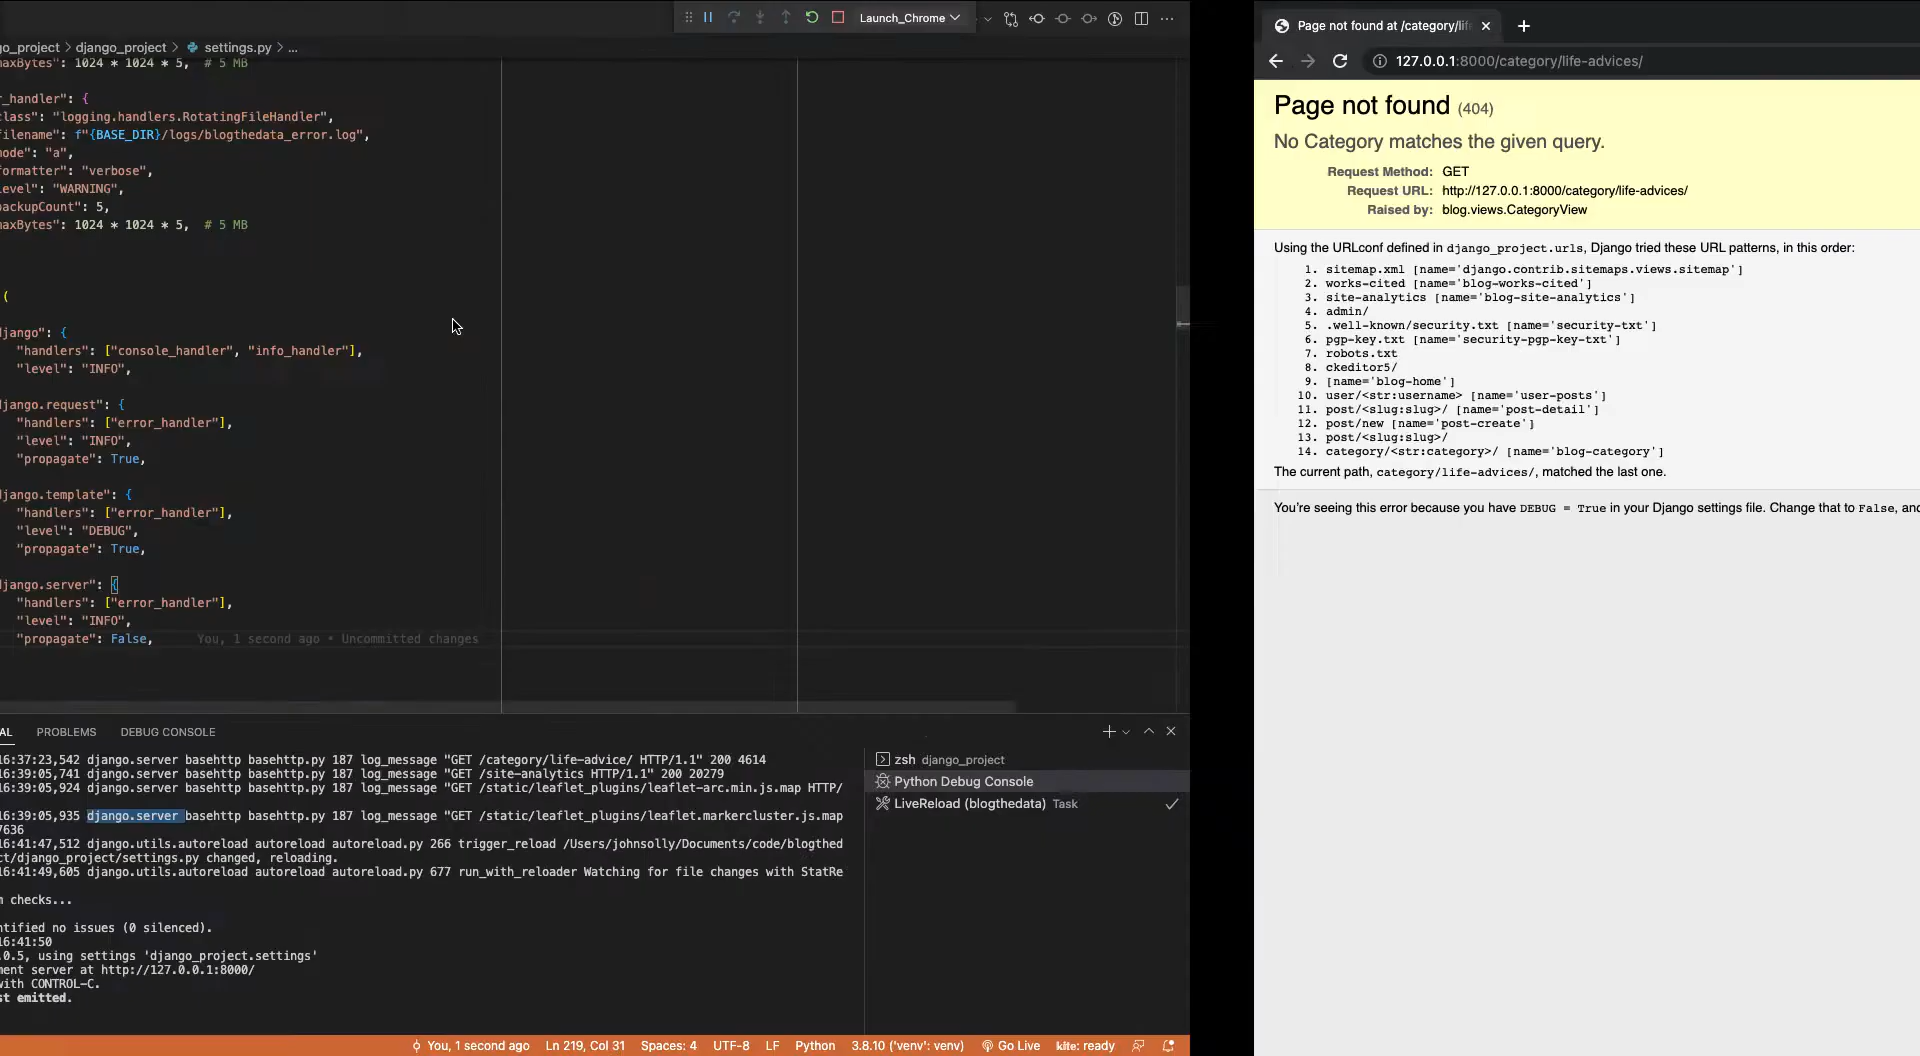 Launch_Chrome
go_project > django_project > settings.py > ...
maxBytes": 1024 * 1024 * 5,  # 5 MB
r_handler": {
class": "logging.handlers.RotatingFileHandler",
filename": f"{BASE_DIR}/logs/blogthedata_error.log",
mode": "a",
formatter": "verbose",
level": "WARNING",
backupCount": 5,
maxBytes": 1024 * 1024 * 5,  # 5 MB
(
django": {
"handlers": ["console_handler", "info_handler"],
"level": "INFO",
django.request": {
"handlers": ["error_handler"],
"level": "INFO",
"propagate": True,
django.template": {
"handlers": ["error_handler"],
"level": "DEBUG",
"propagate": True,
django.server": {
"handlers": ["error_handler"],
"level": "INFO",
"propagate": False,  You, 1 second ago • Uncommitted changes
AL PROBLEMS DEBUG CONSOLE
16:37:23,542 django.server basehttp basehttp.py 187 log_message "GET /category/life-advice/ HTTP/1.1" 200 4614
16:39:05,741 django.server basehttp basehttp.py 187 log_message "GET /site-analytics HTTP/1.1" 200 20279
16:39:05,924 django.server basehttp basehttp.py 187 log_message "GET /static/leaflet_plugins/leaflet-arc.min.js.map HTTP/
16:39:05,935 django.server basehttp basehttp.py 187 log_message "GET /static/leaflet_plugins/leaflet.markercluster.js.map
7636
16:41:47,512 django.utils.autoreload autoreload autoreload.py 266 trigger_reload /Users/johnsolly/Documents/code/blogthed
ct/django_project/settings.py changed, reloading.
16:41:49,605 django.utils.autoreload autoreload autoreload.py 677 run_with_reloader Watching for file changes with StatRe
m checks...
ntified no issues (0 silenced).
16:41:50
.0.5, using settings 'django_project.settings'
ment server at http://127.0.0.1:8000/
with CONTROL-C.
st emitted.
zsh django_project
Python Debug Console
LiveReload (blogthedata) Task
You, 1 second ago Ln 219, Col 31 Spaces: 4 UTF-8 LF Python 3.8.10 ('venv': venv) Go Live kite: ready
Page not found at /category/lif
127.0.0.1:8000/category/life-advices/
Page not found (404)
No Category matches the given query.
Request Method: GET
Request URL: http://127.0.0.1:8000/category/life-advices/
Raised by: blog.views.CategoryView
Using the URLconf defined in django_project.urls, Django tried these URL patterns, in this order:
1. sitemap.xml [name='django.contrib.sitemaps.views.sitemap']
2. works-cited [name='blog-works-cited']
3. site-analytics [name='blog-site-analytics']
4. admin/
5. .well-known/security.txt [name='security-txt']
6. pgp-key.txt [name='security-pgp-key-txt']
7. robots.txt
8. ckeditor5/
9. [name='blog-home']
10. user/<str:username> [name='user-posts']
11. post/<slug:slug>/ [name='post-detail']
12. post/new [name='post-create']
13. post/<slug:slug>/
14. category/<str:category>/ [name='blog-category']
The current path, category/life-advices/, matched the last one.
You're seeing this error because you have DEBUG = True in your Django settings file. Change that to False, and